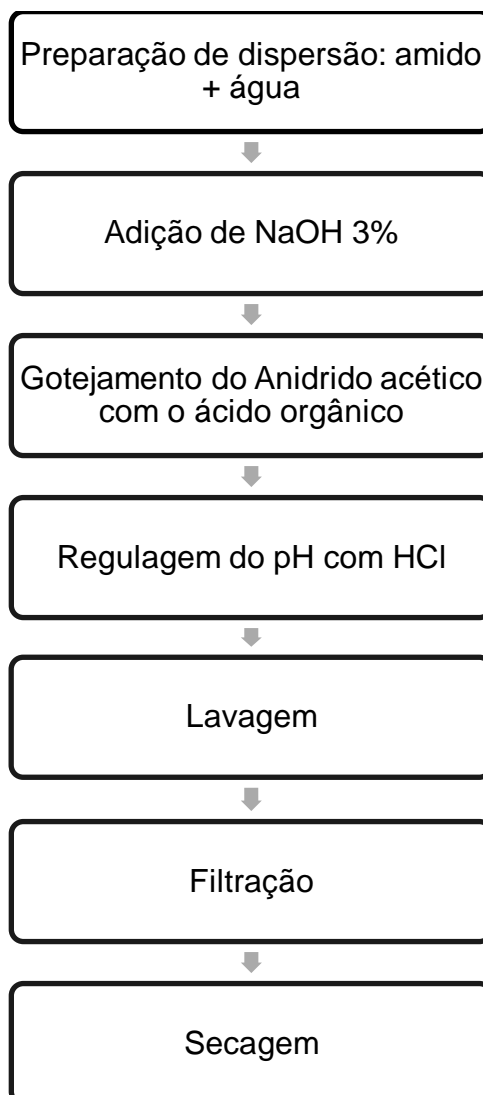 Preparação de dispersão: amido
+ água
Adição de NaOH 3%
Gotejamento do Anidrido acético
com o ácido orgânico
Regulagem do pH com HCl
Lavagem
Filtração
Secagem